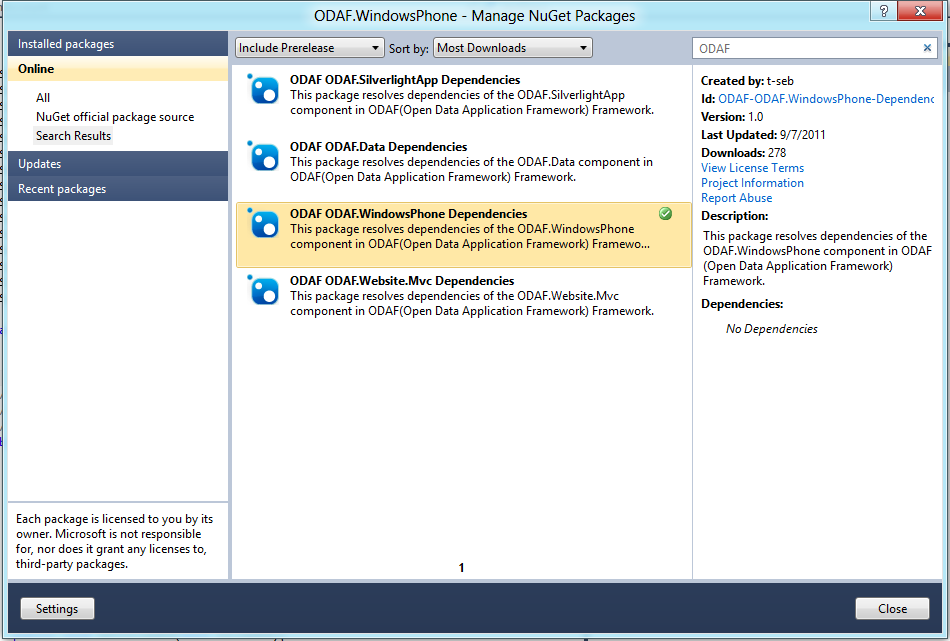 ODAF.WindowsPhone - Manage NuGet Packages
?
Installed packages
Online
All
NuGet official package source
Search Results
Updates
Recent packages
Each package is licensed to you by its
owner. Microsoft is not responsible
for, nor does it grant any licenses to,
third-party packages.
Include Prerelease
Sort by:
Most Downloads
ODAF ODAF.SilverlightApp Dependencies
This package resolves dependencies of the ODAF.SilverlightApp
component in ODAF(Open Data Application Framework) Framework.
ODAF ODAF.Data Dependencies
This package resolves dependencies of the ODAF.Data component in
ODAF(Open Data Application Framework) Framework.
ODAF ODAF.WindowsPhone Dependencies
This package resolves dependencies of the ODAF.WindowsPhone
component in ODAF(Open Data Application Framework) Framewo...
ODAF ODAF.Website.Mvc Dependencies
This package resolves dependencies of the ODAF.Website.Mvc
component in ODAF(Open Data Application Framework) Framework.
1
ODAF
Created by: t-seb
Id: ODAF-ODAF.WindowsPhone-Dependenc
Version: 1.0
Last Updated: 9/7/2011
Downloads: 278
View License Terms
Project Information
Report Abuse
Description:
This package resolves dependencies of the
ODAF.WindowsPhone component in ODAF
(Open Data Application Framework)
Framework.
Dependencies:
No Dependencies
Settings
Close